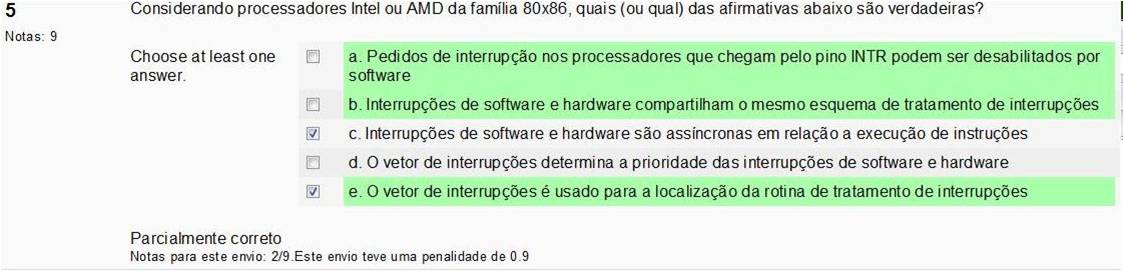 5
Considerando processadores Intel ou AMD da família 80x86, quais (ou qual) das afirmativas abaixo são verdadeiras?
Notas: 9
Choose at least one
answer.
a. Pedidos de interrupção nos processadores que chegam pelo pino INTR podem ser desabilitados por
software
b. Interrupções de software e hardware compartilham o mesmo esquema de tratamento de interrupções
c. Interrupções de software e hardware são assíncronas em relação a execução de instruções
d. O vetor de interrupções determina a prioridade das interrupções de software e hardware
e. O vetor de interrupções é usado para a localização da rotina de tratamento de interrupções
Parcialmente correto
Notas para este envio: 2/9.Este envio teve uma penalidade de 0.9